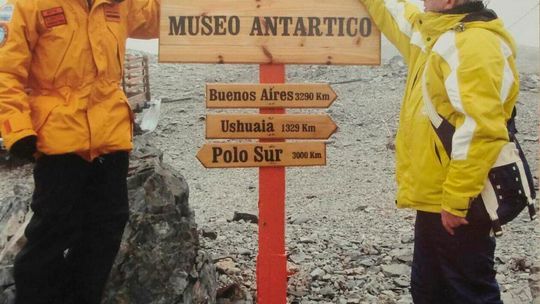 MUSEO ANTARTICO
Buenos Aires 3290 KM
Ushuaia 1329 KM
Polo Sur 3000 KM